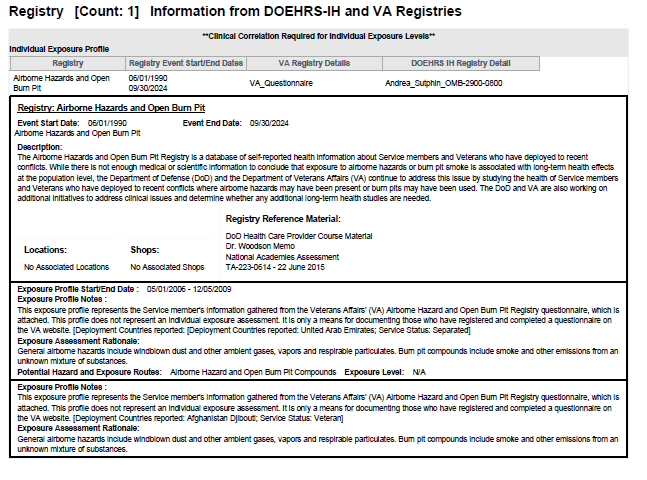 Registry [Count: 1] Information from DOEHRS-IH and VA Registries
**Clinical Correlation Required for Individual Exposure Levels**
Individual Exposure Profile
Registry Registry Event Start/End Dates VA Registry Details DOEHRS IH Registry Detail
Airborne Hazards and Open Burn Pit 06/01/1990 09/30/2024 VA_Questionnaire Andrea_Sutphin_OMB-2900-0800
Registry: Airborne Hazards and Open Burn Pit
Event Start Date: 06/01/1990 Event End Date: 09/30/2024
Airborne Hazards and Open Burn Pit
Description:
The Airborne Hazards and Open Burn Pit Registry is a database of self-reported health information about Service members and Veterans who have deployed to recent
conflicts. While there is not enough medical or scientific information to conclude that exposure to airborne hazards or burn pit smoke is associated with long-term health effects
at the population level, the Department of Defense (DoD) and the Department of Veterans Affairs (VA) continue to address this issue by studying the health of Service members
and Veterans who have deployed to recent conflicts where airborne hazards may have been present or burn pits may have been used. The DoD and VA are also working on
additional initiatives to address clinical issues and determine whether any additional long-term health studies are needed.
Registry Reference Material:
DoD Health Care Provider Course Material
Dr. Woodson Memo
National Academies Assessment
TA-223-0614 - 22 June 2015
Locations: Shops:
No Associated Locations No Associated Shops
Exposure Profile Start/End Date : 05/01/2006 - 12/05/2009
Exposure Profile Notes :
This exposure profile represents the Service member's information gathered from the Veterans Affairs' (VA) Airborne Hazard and Open Burn Pit Registry questionnaire, which is
attached. This profile does not represent an individual exposure assessment. It is only a means for documenting those who have registered and completed a questionnaire on
the VA website. [Deployment Countries reported: [Deployment Countries reported: United Arab Emirates; Service Status: Separated]
Exposure Assessment Rationale:
General airborne hazards include windblown dust and other ambient gases, vapors and respirable particulates. Burn pit compounds include smoke and other emissions from an
unknown mixture of substances.
Potential Hazard and Exposure Routes: Airborne Hazard and Open Burn Pit Compounds Exposure Level: N/A
Exposure Profile Notes :
This exposure profile represents the Service member's information gathered from the Veterans Affairs' (VA) Airborne Hazard and Open Burn Pit Registry questionnaire, which is
attached. This profile does not represent an individual exposure assessment. It is only a means for documenting those who have registered and completed a questionnaire on
the VA website. [Deployment Countries reported: Afghanistan Djibouti; Service Status: Veteran]
Exposure Assessment Rationale:
General airborne hazards include windblown dust and other ambient gases, vapors and respirable particulates. Burn pit compounds include smoke and other emissions from an
unknown mixture of substances.